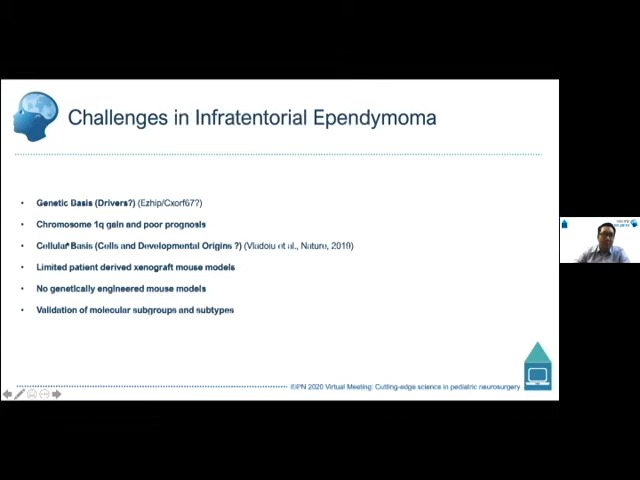 Challenges in Infratentorial Ependymoma
• Genetic Basis (Drivers?) (Ezhip/Cxorf67?)
• Chromosome 1q gain and poor prognosis
• Cellular Basis (Cells and Developmental Origins ?) (Vladoiu et al., Nature, 2019)
• Limited patient derived xenograft mouse models
• No genetically engineered mouse models
• Validation of molecular subgroups and subtypes
ISPN 2020 Virtual Meeting: Cutting-edge science in pediatric neurosurgery